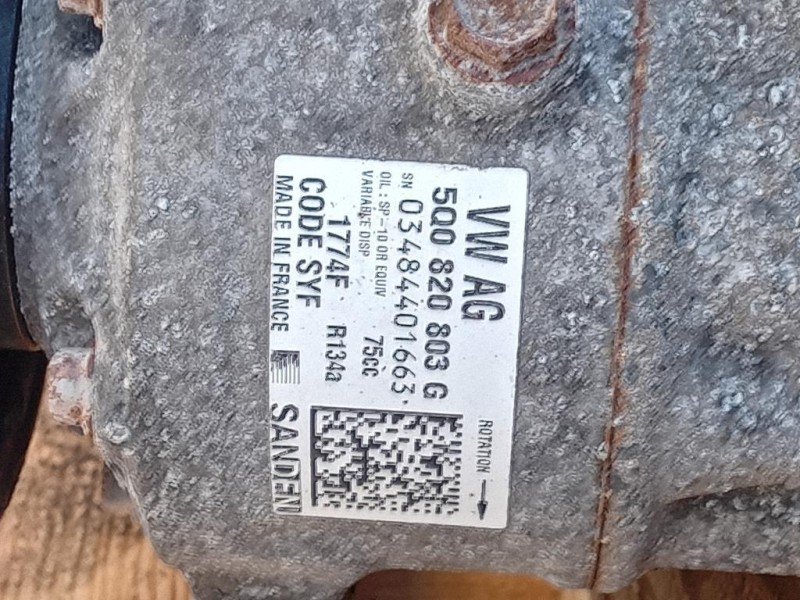 VW AG
5Q0 820 803 G
SN 03484401663.
OIL: SP-10 OR EQUIV 75CC
VARIABLE DISP
1774F R134a
CODE SYF
MADE IN FRANCE SANDEN
ROTATION